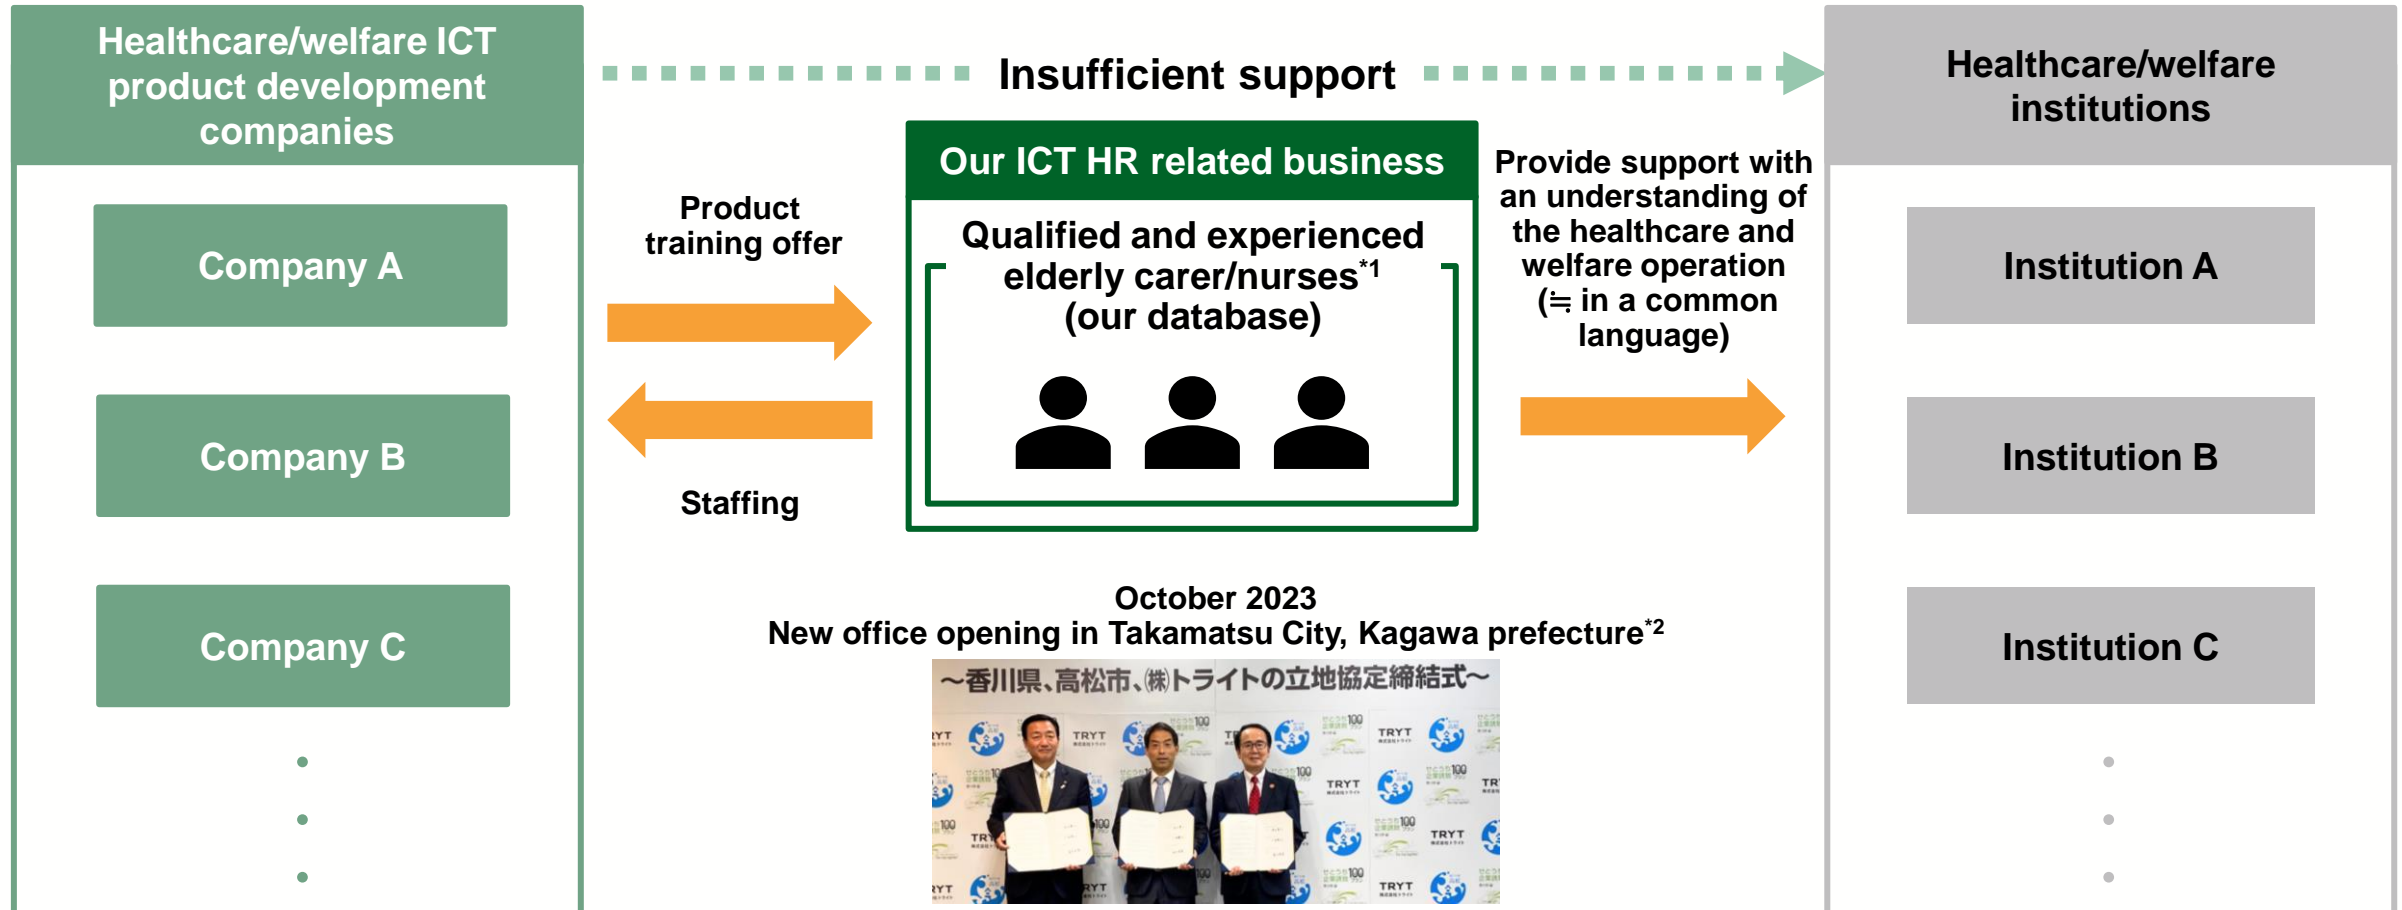 Healthcare/welfare ICT
product development
companies
Company A
Company B
Company C
Insufficient support
Product
training offer
Staffing
Our ICT HR related business
Qualified and experienced
elderly carer/nurses*1
(our database)
Provide support with
an understanding of
the healthcare and
welfare operation
(≒ in a common
language)
Healthcare/welfare
institutions
Institution A
Institution B
Institution C
October 2023
New office opening in Takamatsu City, Kagawa prefecture*2
～香川県、高松市、㈱トライトの立地協定締結式～
TRYT
TRYT
TRYT
TRYT
TRYT